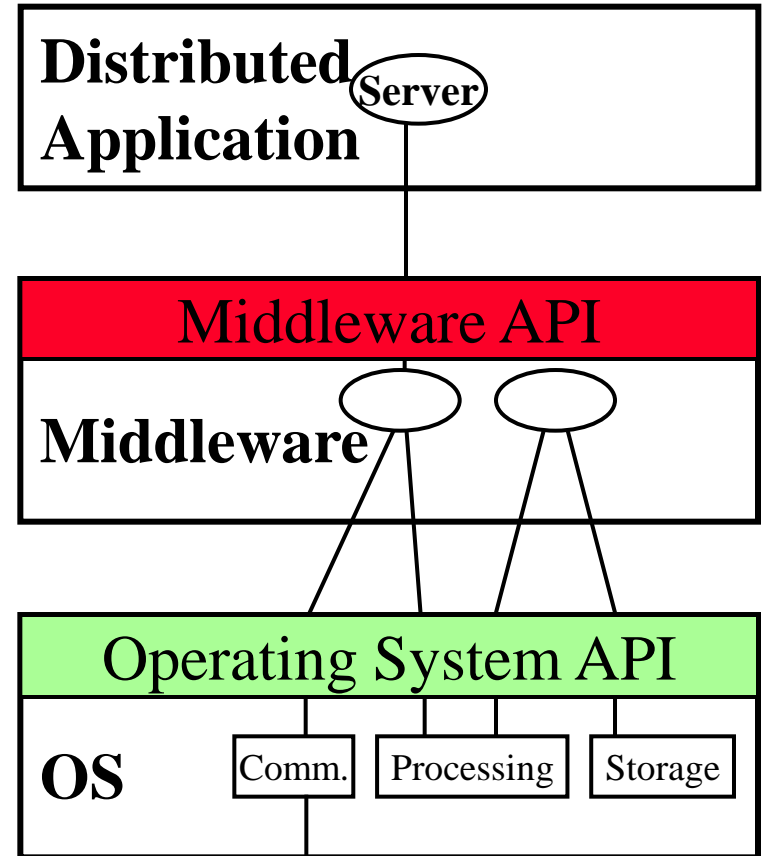 Distributed
Server
Application
Middleware API
Middleware
Operating System API
OS
Comm.
Processing
Storage